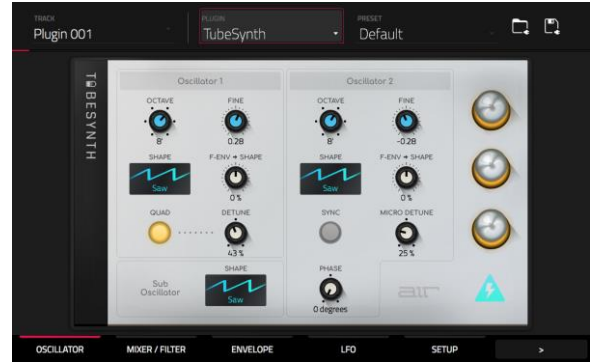 TRACK
Plugin 001
PLUGIN
TubeSynth
PRESET
Default
TUBESYNTH
Oscillator 1
OCTAVE
8'
FINE
0.28
SHAPE
Saw
F-ENV → SHAPE
0 %
QUAD
DETUNE
43 %
Sub
Oscillator
SHAPE
Saw
Oscillator 2
OCTAVE
8'
FINE
-0.28
SHAPE
Saw
F-ENV → SHAPE
0 %
SYNC
MICRO DETUNE
25 %
PHASE
0 degrees
air
OSCILLATOR
MIXER / FILTER
ENVELOPE
LFO
SETUP
>